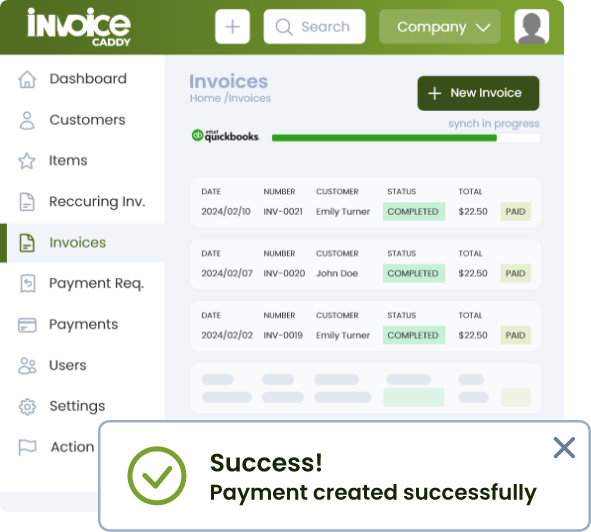 INVOICE
CADDY
+ Search Company
Dashboard
Customers
Items
Reccuring Inv.
Invoices
Payment Req.
Payments
Users
Settings
Action
Invoices
Home /Invoices
+ New Invoice
synch in progress
qb intuit quickbooks.
DATE NUMBER CUSTOMER STATUS TOTAL
2024/02/10 INV-0021 Emily Turner COMPLETED $22.50 PAID
DATE NUMBER CUSTOMER STATUS TOTAL
2024/02/07 INV-0020 John Doe COMPLETED $22.50 PAID
DATE NUMBER CUSTOMER STATUS TOTAL
2024/02/02 INV-0019 Emily Turner COMPLETED $22.50 PAID
Success!
Payment created successfully